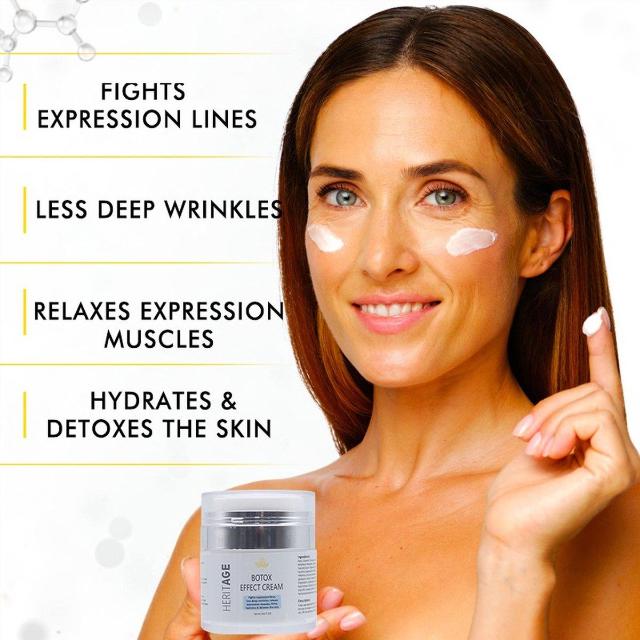 FIGHTS
EXPRESSION LINES
LESS DEEP WRINKLES
RELAXES EXPRESSION
MUSCLES
HYDRATES &
DETOXES THE SKIN
HERITAGE
BOTOX
EFFECT CREAM